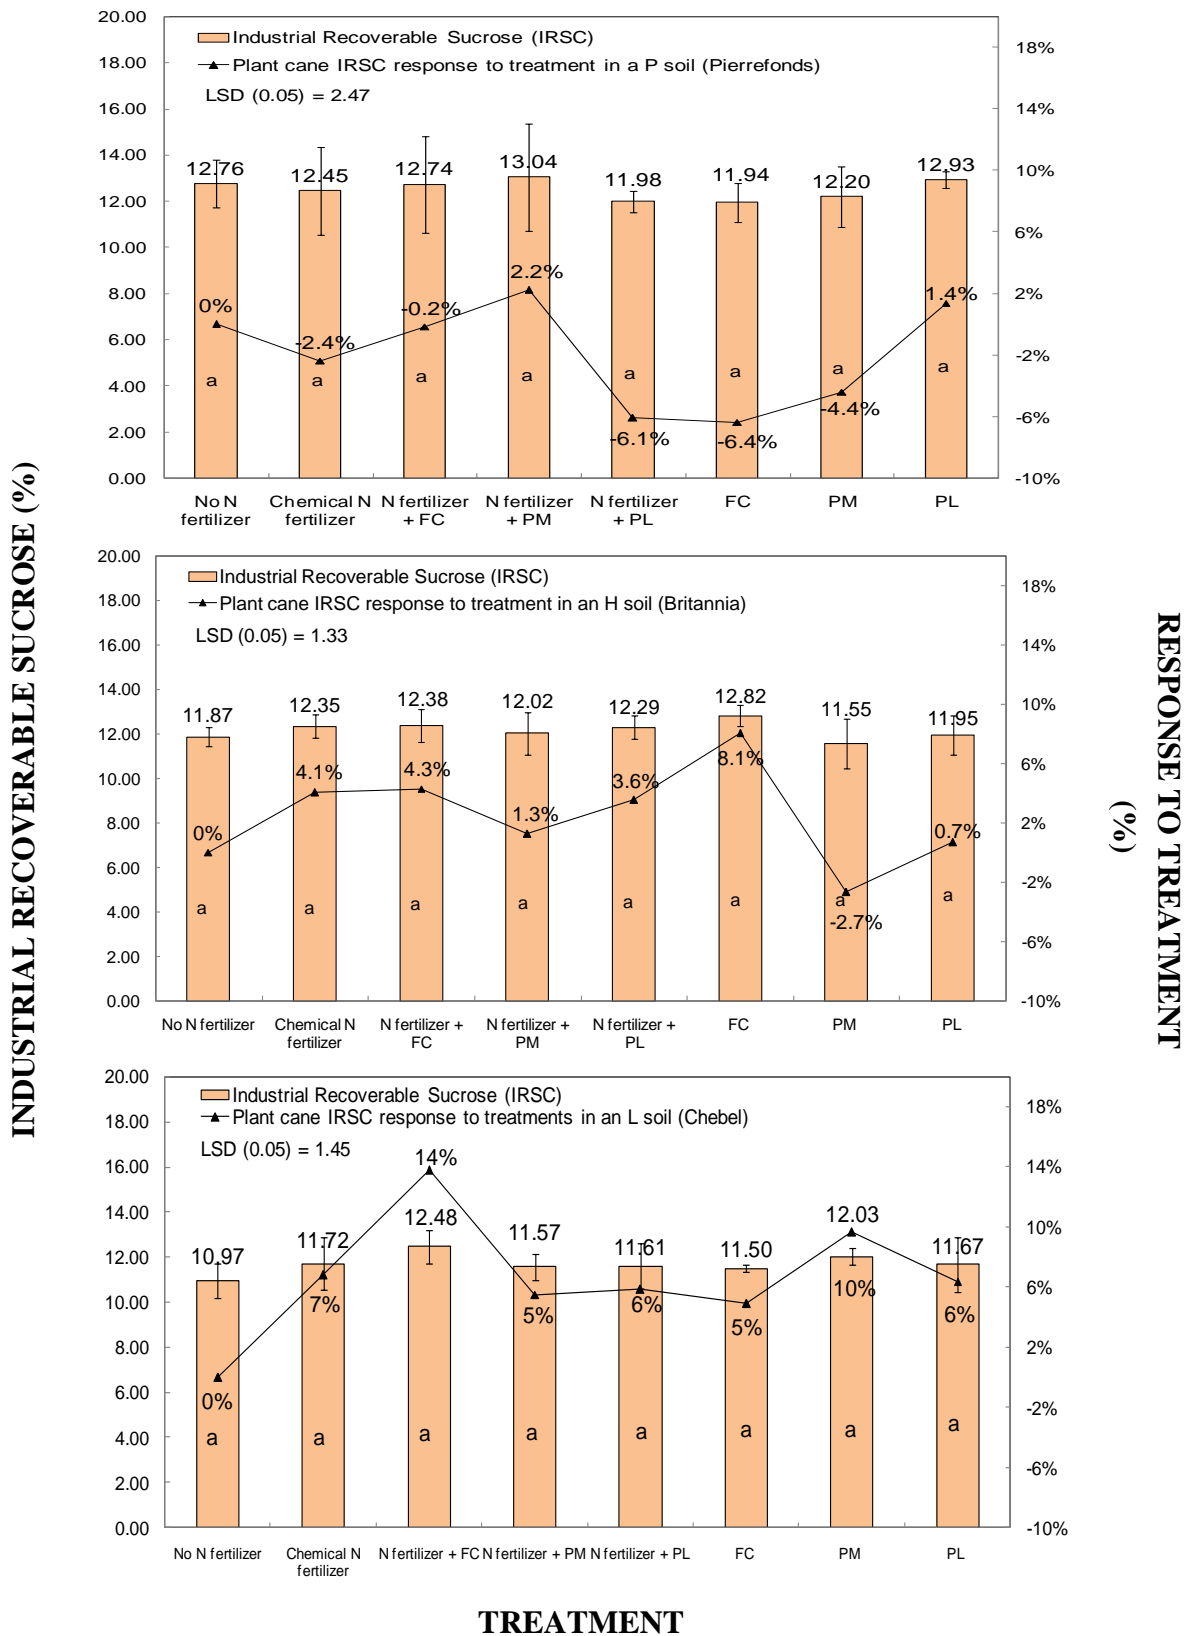 INDUSTRIAL RECOVERABLE SUCROSE (%)
20.00
18.00
16.00
14.00
12.00
10.00
8.00
6.00
4.00
2.00
0.00
Industrial Recoverable Sucrose (IRSC)
Plant cane IRSC response to treatment in a P soil (Pierrefonds)
LSD (0.05) = 2.47
12.76 12.45 12.74 13.04 11.98 11.94 12.20 12.93
0% -2.4% -0.2% 2.2% -6.1% -6.4% -4.4% 1.4%
a a a a a a a a
18%
14%
10%
6%
2%
-2%
-6%
-10%
No N fertilizer
Chemical N fertilizer
N fertilizer + FC
N fertilizer + PM
N fertilizer + PL
FC
PM
PL
20.00
18.00
16.00
14.00
12.00
10.00
8.00
6.00
4.00
2.00
0.00
Industrial Recoverable Sucrose (IRSC)
Plant cane IRSC response to treatment in an H soil (Britannia)
LSD (0.05) = 1.33
11.87 12.35 12.38 12.02 12.29 12.82 11.55 11.95
0% 4.1% 4.3% 1.3% 3.6% 8.1% -2.7% 0.7%
a a a a a a a a
18%
14%
10%
6%
2%
-2%
-6%
-10%
No N fertilizer
Chemical N fertilizer
N fertilizer + FC
N fertilizer + PM
N fertilizer + PL
FC
PM
PL
20.00
18.00
16.00
14.00
12.00
10.00
8.00
6.00
4.00
2.00
0.00
Industrial Recoverable Sucrose (IRSC)
Plant cane IRSC response to treatments in an L soil (Chebel)
LSD (0.05) = 1.45
10.97 11.72 12.48 11.57 11.61 11.50 12.03 11.67
0% 7% 14% 5% 6% 5% 10% 6%
a a a a a a a a
18%
14%
10%
6%
2%
-2%
-6%
-10%
No N fertilizer
Chemical N fertilizer
N fertilizer + FC
N fertilizer + PM
N fertilizer + PL
FC
PM
PL
RESPONSE TO TREATMENT
(%)
TREATMENT